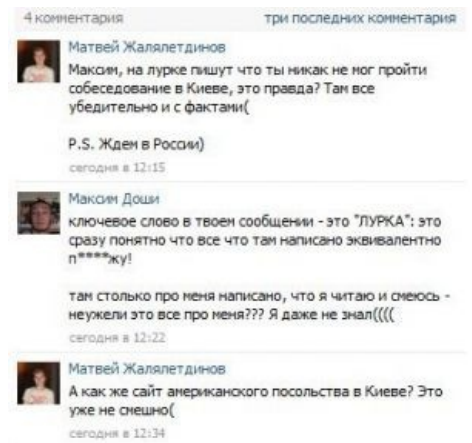 4 комментария три последних комментария
Матвей Жалялетдинов
Максим, на лурке пишут что ты никак не мог пройти
собеседование в Киеве, это правда? Там все
убедительно и с фактами(
P.S. Ждем в России)
сегодня в 12:15
Максим Доши
ключевое слово в твоем сообщении - это "ЛУРКА": это
сразу понятно что все что там написано эквивалентно
п****жу!
там столько про меня написано, что я читаю и смеюсь -
неужели это все про меня??? Я даже не знал((((
сегодня в 12:22
Матвей Жалялетдинов
А как же сайт американского посольства в Киеве? Это
уже не смешно(
сегодня в 12:34